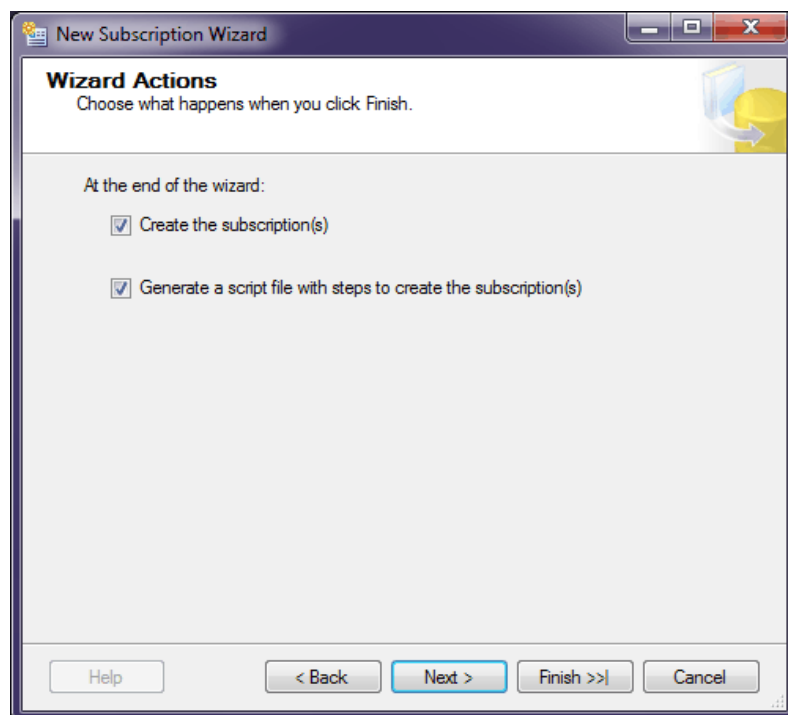 New Subscription Wizard
Wizard Actions
Choose what happens when you click Finish.
At the end of the wizard:
Create the subscription(s)
Generate a script file with steps to create the subscription(s)
Help
< Back
Next >
Finish >>|
Cancel